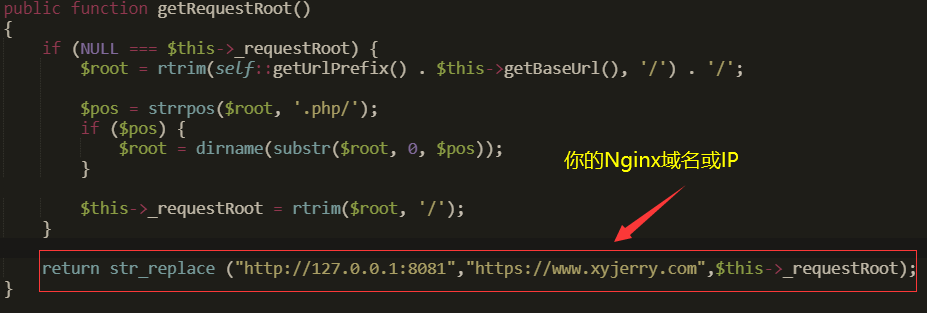 public function getRequestRoot()
{
    if (NULL === $this->_requestRoot) {
        $root = rtrim(self::getUrlPrefix() . $this->getBaseUrl(), '/') . '/';

        $pos = strrpos($root, '.php/');
        if ($pos) {
            $root = dirname(substr($root, 0, $pos));
        }
你的Nginx域名或IP

        $this->_requestRoot = rtrim($root, '/');
    }

    return str_replace ("http://127.0.0.1:8081","https://www.xyjerry.com",$this->_requestRoot);
}